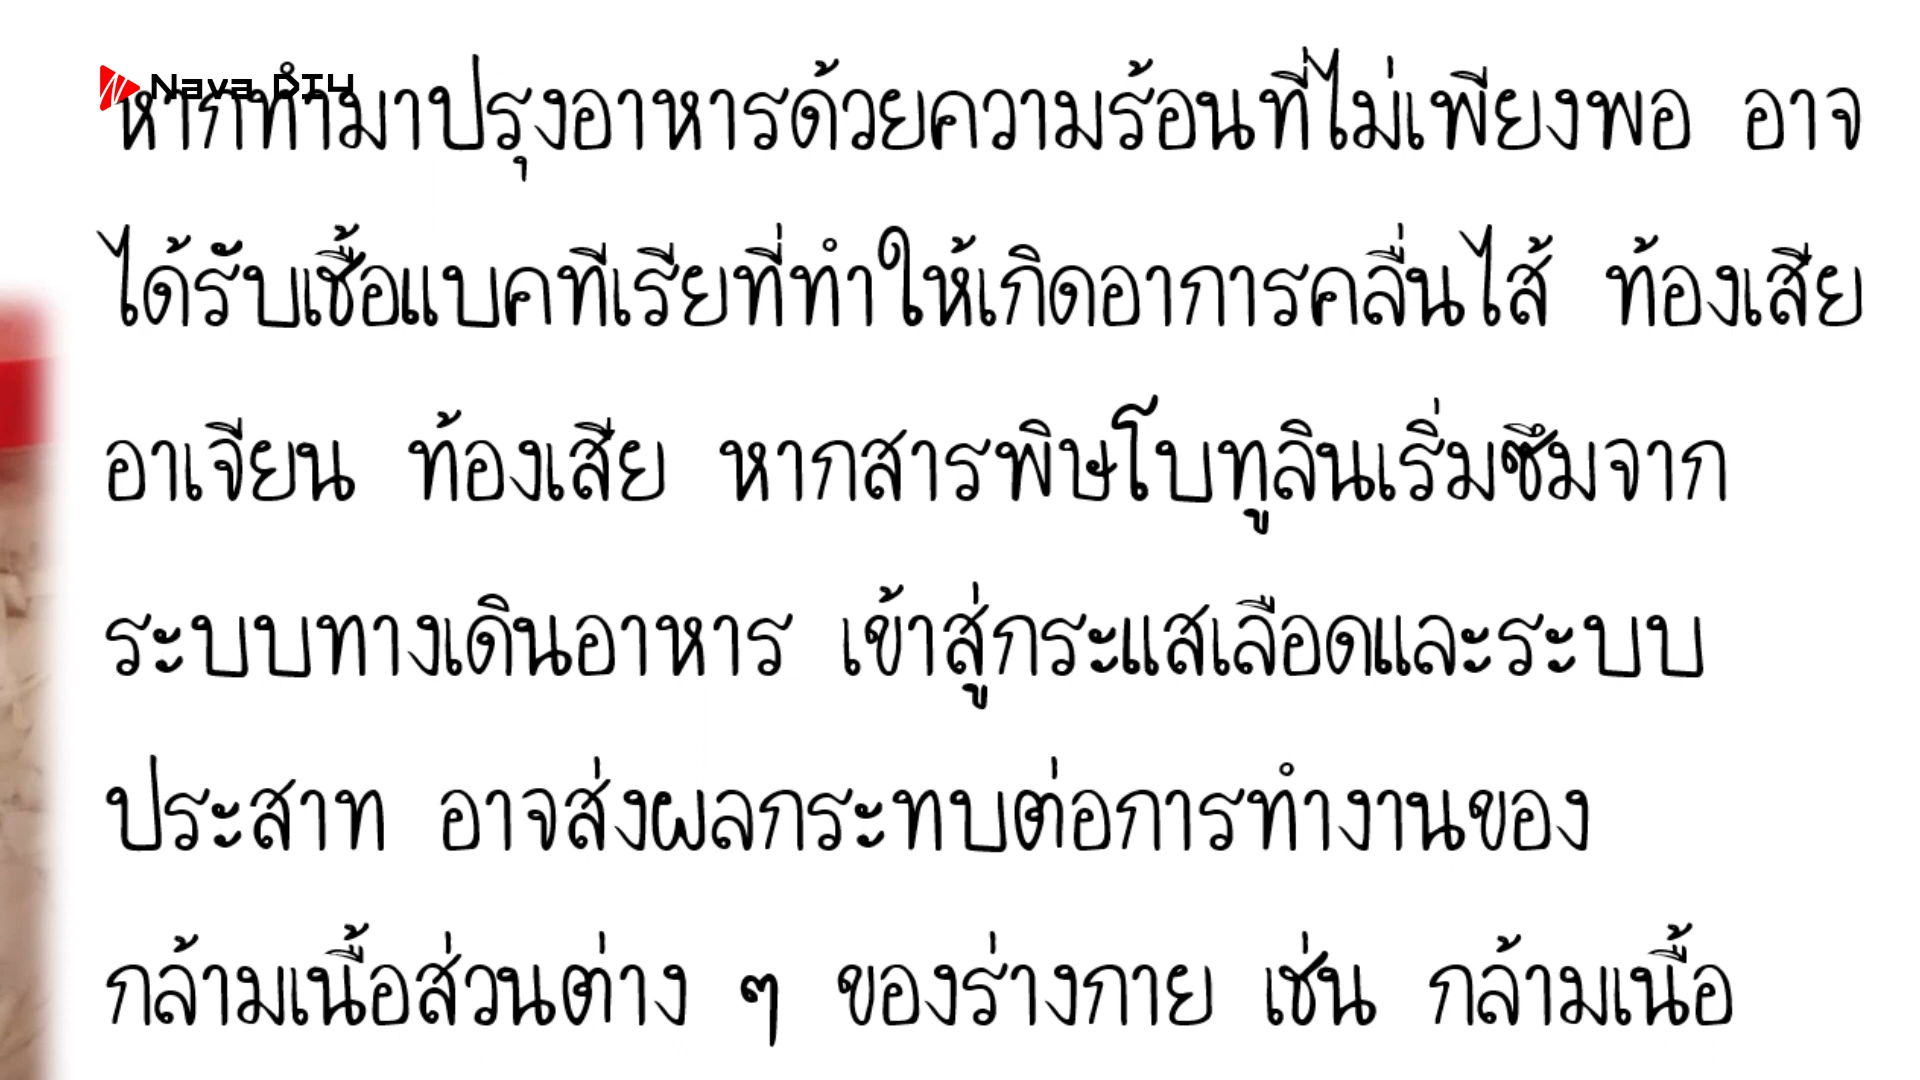 Nava DIY
หากทำมาปรุงอาหารด้วยความร้อนที่ไม่เพียงพอ อาจ
ได้รับเชื้อแบคทีเรียที่ทำให้เกิดอาการคลื่นไส้ ท้องเสีย
อาเจียน ท้องเสีย หากสารพิษโบทูลินเริ่มซึมจาก
ระบบทางเดินอาหาร เข้าสู่กระแสเลือดและระบบ
ประสาท อาจส่งผลกระทบต่อการทำงานของ
กล้ามเนื้อส่วนต่าง ๆ ของร่างกาย เช่น กล้ามเนื้อ